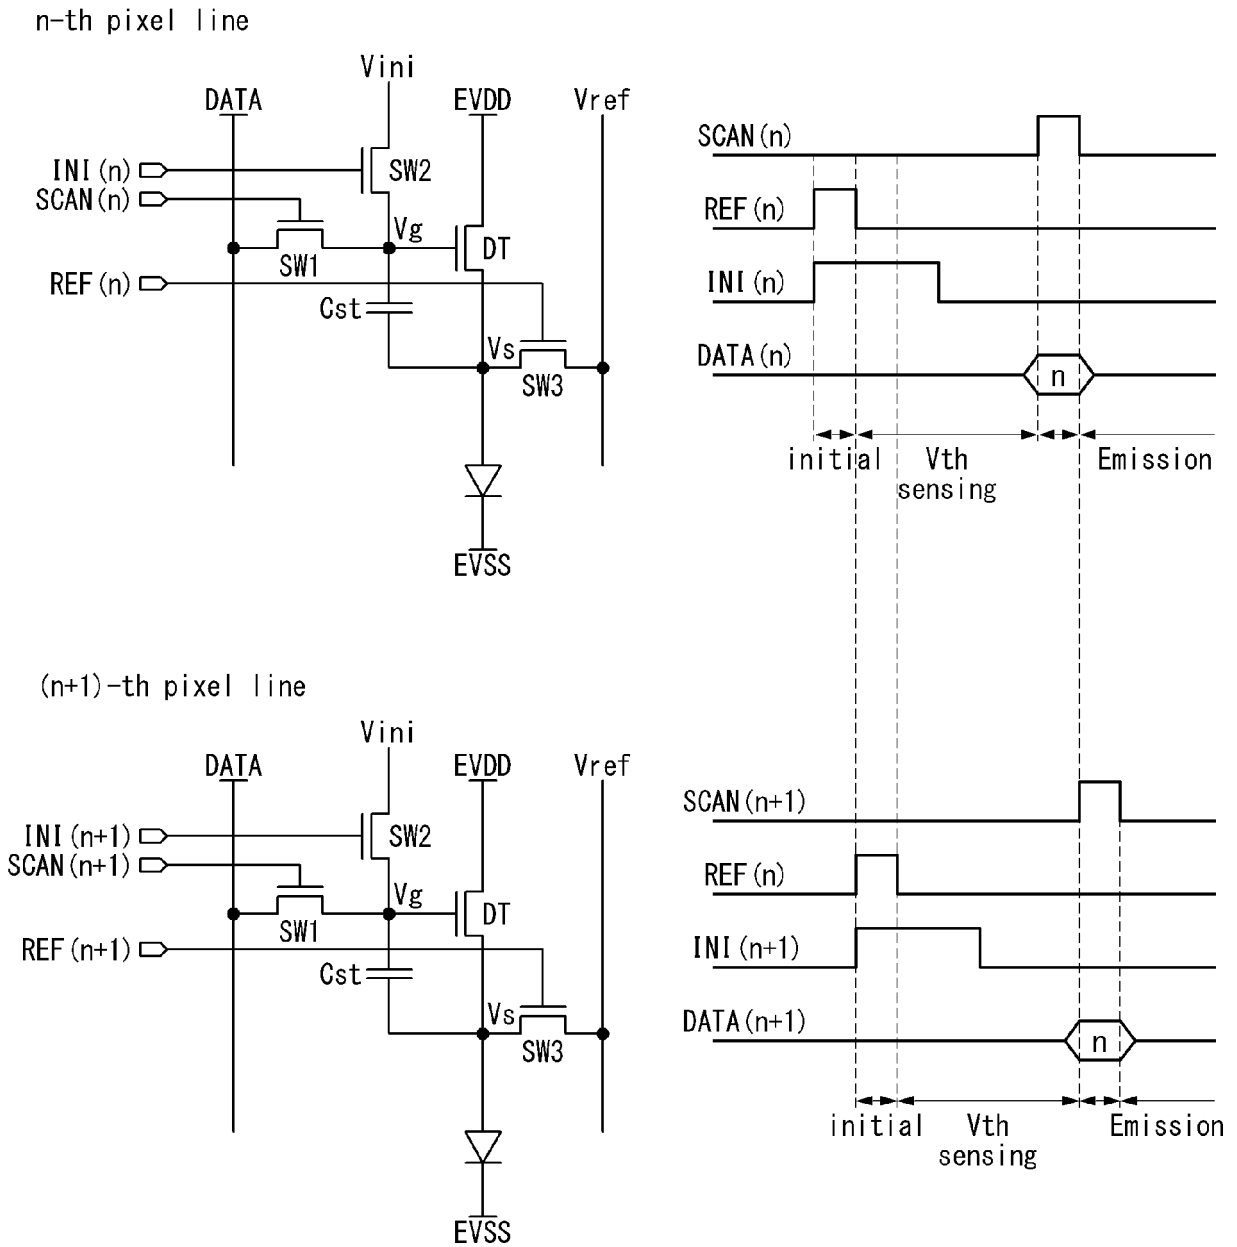 n-th pixel line
Vini
DATA
EVDD
Vref
INI(n)
SW2
SCAN(n)
Vg
DT
SW1
REF(n)
Cst
Vs
SW3
EVSS
SCAN(n)
REF(n)
INI(n)
DATA(n)
n
initial
Vth
sensing
Emission
(n+1)-th pixel line
Vini
DATA
EVDD
Vref
INI(n+1)
SW2
SCAN(n+1)
Vg
DT
SW1
REF(n+1)
Cst
Vs
SW3
EVSS
SCAN(n+1)
REF(n)
INI(n+1)
DATA(n+1)
n
initial
Vth
sensing
Emission